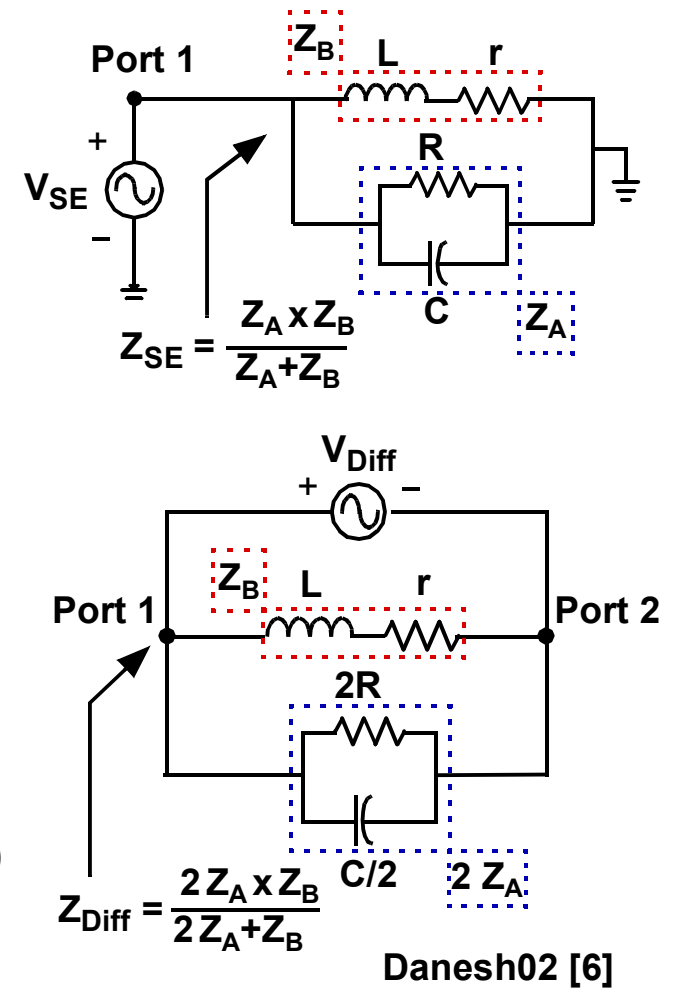 Z_B
L r
Port 1
+
R
V_SE
−
C
Z_A
Z_SE = Z_A x Z_B
Z_A+Z_B
V_Diff
+ −
Z_B L r
Port 1 Port 2
2R
C/2 2 Z_A
Z_Diff = 2 Z_A x Z_B
2 Z_A+Z_B
)
Danesh02 [6]